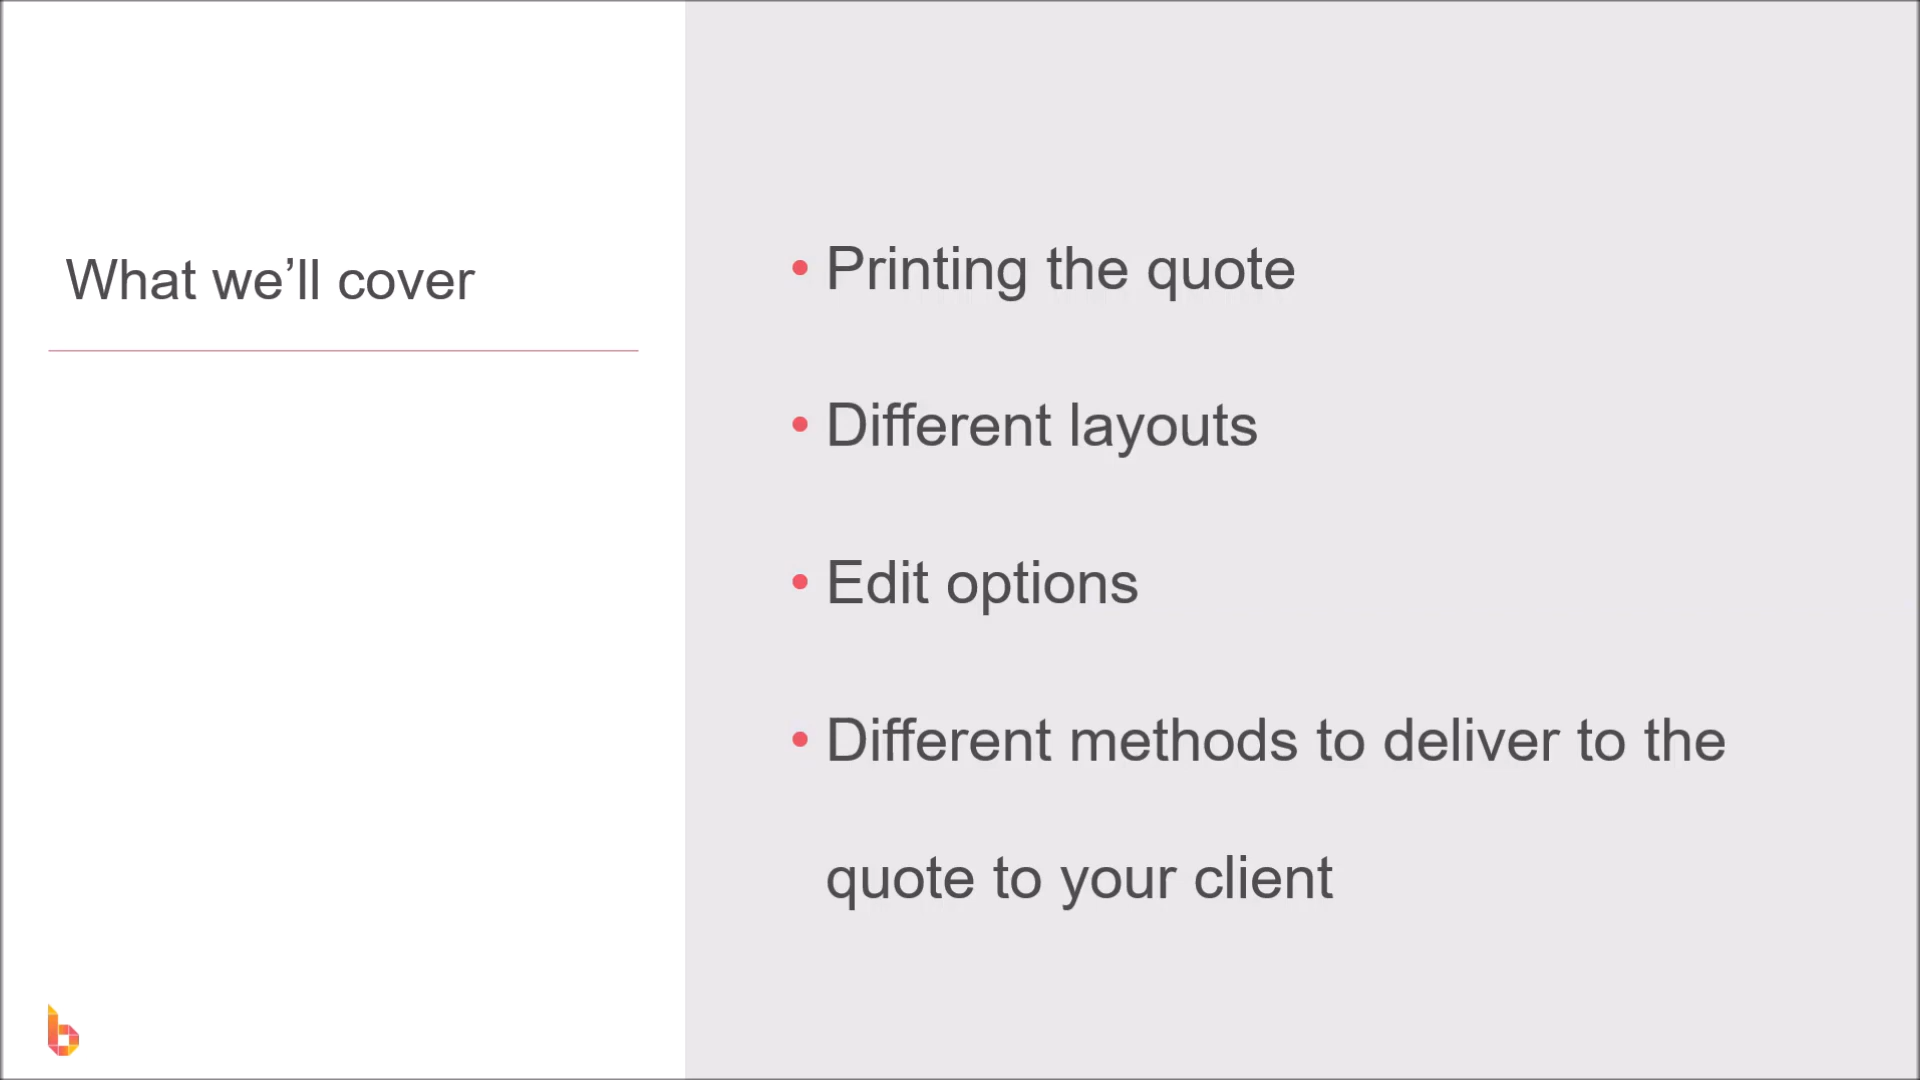 What we’ll cover
• Printing the quote
• Different layouts
• Edit options
• Different methods to deliver to the
quote to your client